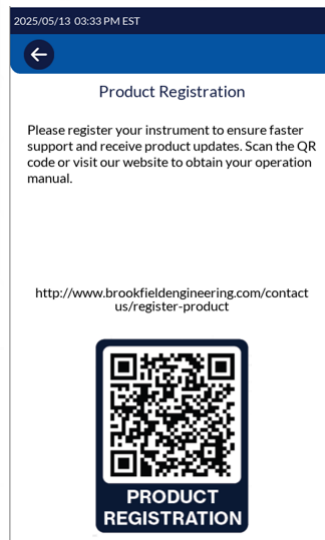 2025/05/13 03:33 PM EST
Product Registration
Please register your instrument to ensure faster
support and receive product updates. Scan the QR
code or visit our website to obtain your operation
manual.
http://www.brookfieldengineering.com/contact
us/register-product
PRODUCT
REGISTRATION